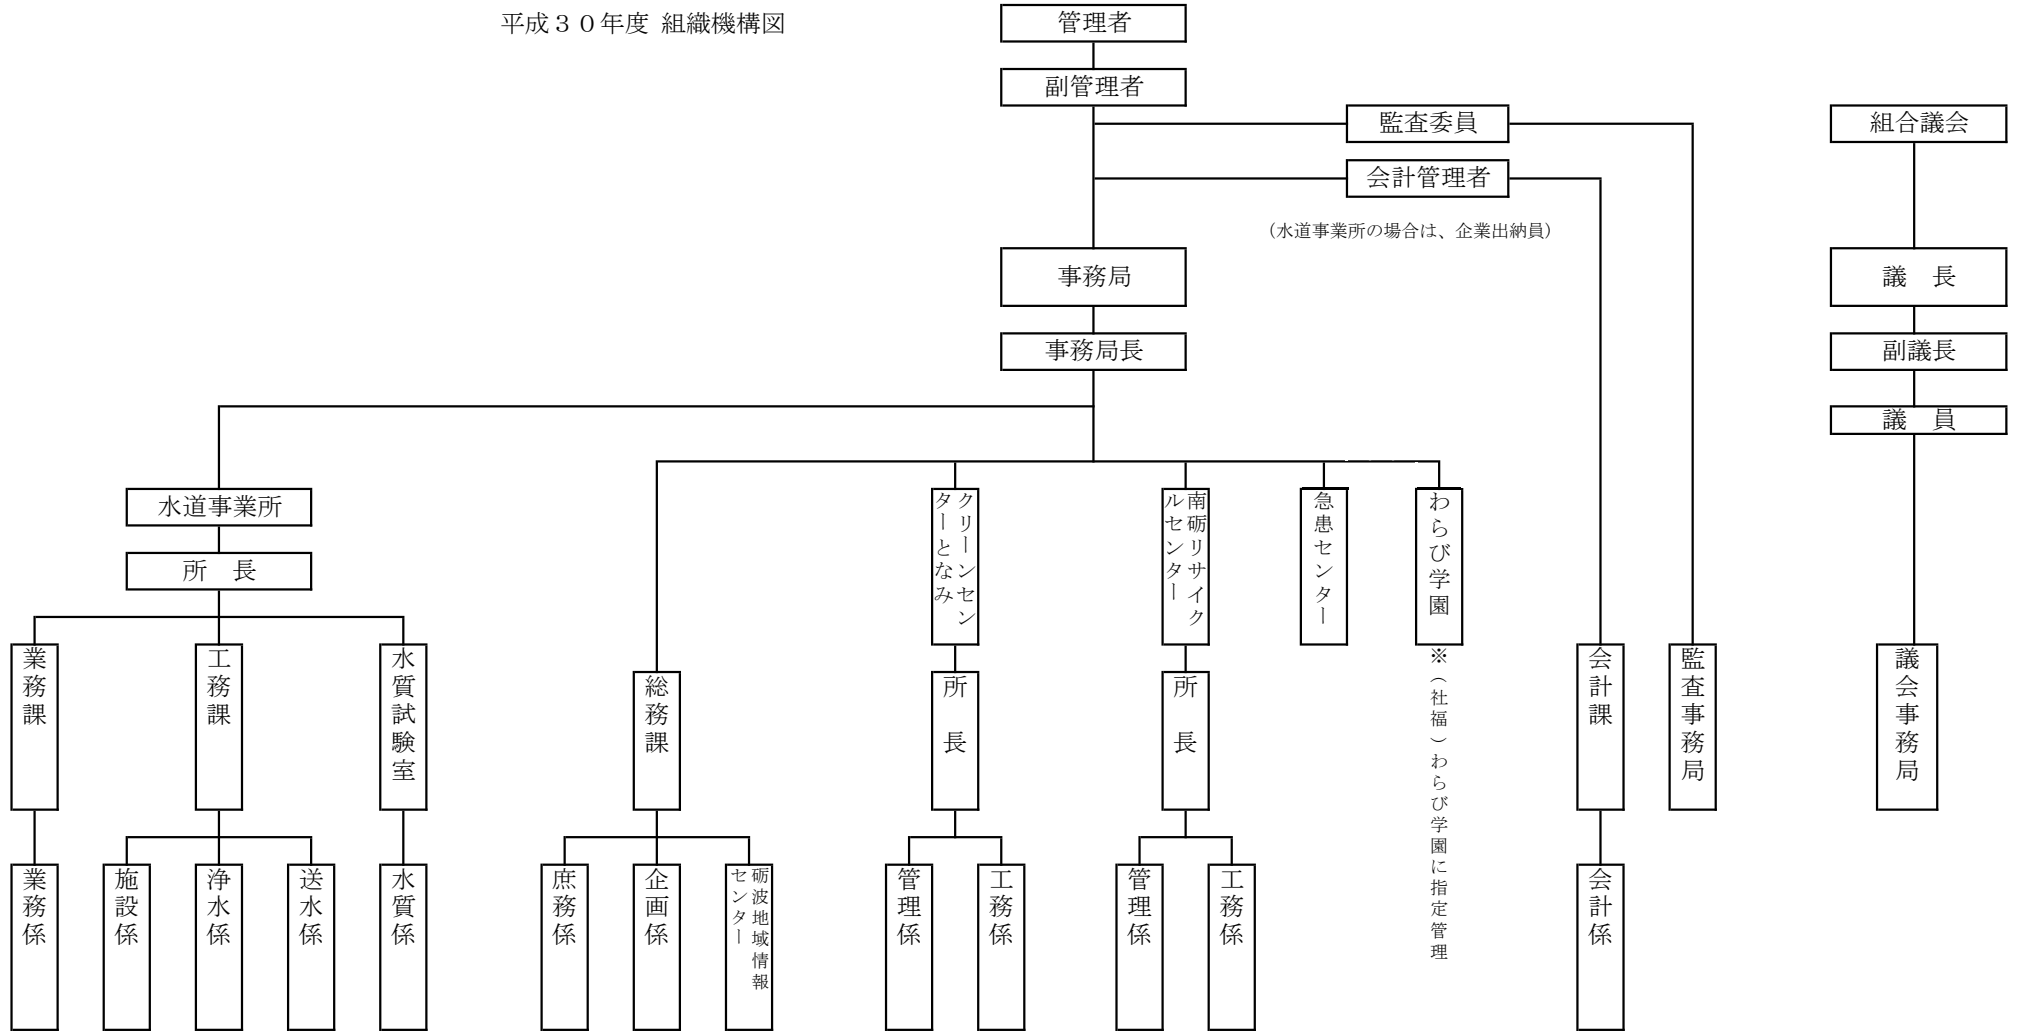 平成３０年度 組織機構図
管理者
副管理者
監査委員
組合議会
会計管理者
（水道事業所の場合は、企業出納員）
事務局
議　長
事務局長
副議長
議　員
水道事業所
所　長
クリーンセン
ターとなみ
南砺リサイク
ルセンター
急患センター
わらび学園
※（社福）わらび学園に指定管理
業務課
工務課
水質試験室
総務課
所　長
所　長
会計課
監査事務局
議会事務局
業務係
施設係
浄水係
送水係
水質係
庶務係
企画係
砺波地域情報
センター
管理係
工務係
管理係
工務係
会計係